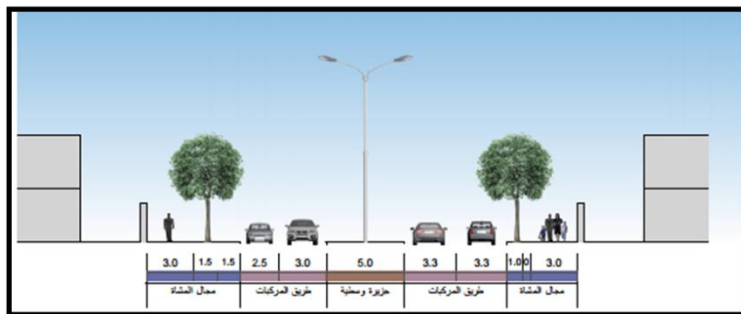 3.0 1.5 1.5 2.5 3.0 5.0 3.3 3.3 1.0 0 3.0
مجال المشاة طريق المركبات جزيرة وسطية طريق المركبات مجال المشاة